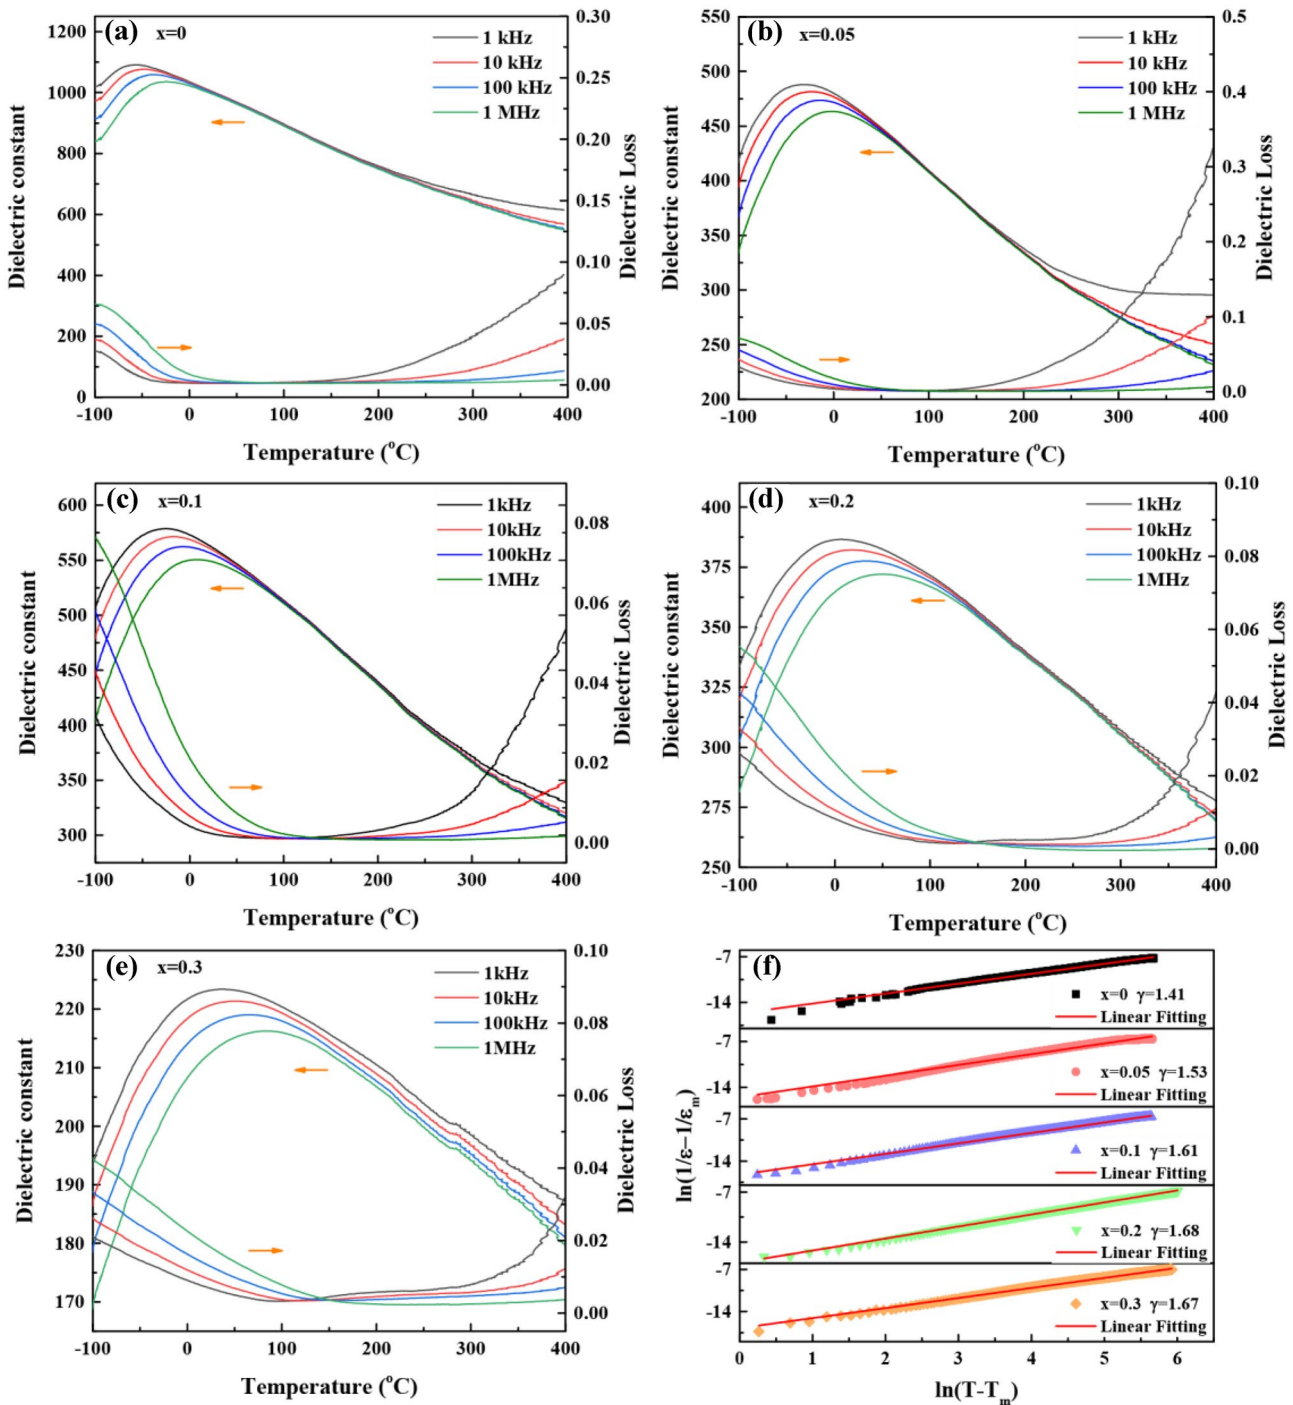 (a)
x=0
1 kHz
10 kHz
100 kHz
1 MHz
Dielectric constant
1200
1000
800
600
400
200
0
0.30
0.25
0.20
0.15
0.10
0.05
0.00
Dielectric Loss
-100 0 100 200 300 400
Temperature (°C)
(b)
x=0.05
1 kHz
10 kHz
100 kHz
1 MHz
Dielectric constant
550
500
450
400
350
300
250
200
0.5
0.4
0.3
0.2
0.1
0.0
Dielectric Loss
-100 0 100 200 300 400
Temperature (°C)
(c)
x=0.1
1kHz
10kHz
100kHz
1MHz
Dielectric constant
600
550
500
450
400
350
300
0.08
0.06
0.04
0.02
0.00
Dielectric Loss
-100 0 100 200 300 400
Temperature (°C)
(d)
x=0.2
1kHz
10kHz
100kHz
1MHz
Dielectric constant
400
375
350
325
300
275
250
0.10
0.08
0.06
0.04
0.02
0.00
Dielectric Loss
-100 0 100 200 300 400
Temperature (°C)
(e)
x=0.3
1kHz
10kHz
100kHz
1MHz
Dielectric constant
230
220
210
200
190
180
170
0.10
0.08
0.06
0.04
0.02
0.00
Dielectric Loss
-100 0 100 200 300 400
Temperature (°C)
(f)
ln(1/ε−1/εm)
-7
-14
x=0 γ=1.41
Linear Fitting
-7
-14
x=0.05 γ=1.53
Linear Fitting
-7
-14
x=0.1 γ=1.61
Linear Fitting
-7
-14
x=0.2 γ=1.68
Linear Fitting
-7
-14
x=0.3 γ=1.67
Linear Fitting
0 1 2 3 4 5 6
ln(T-Tm)